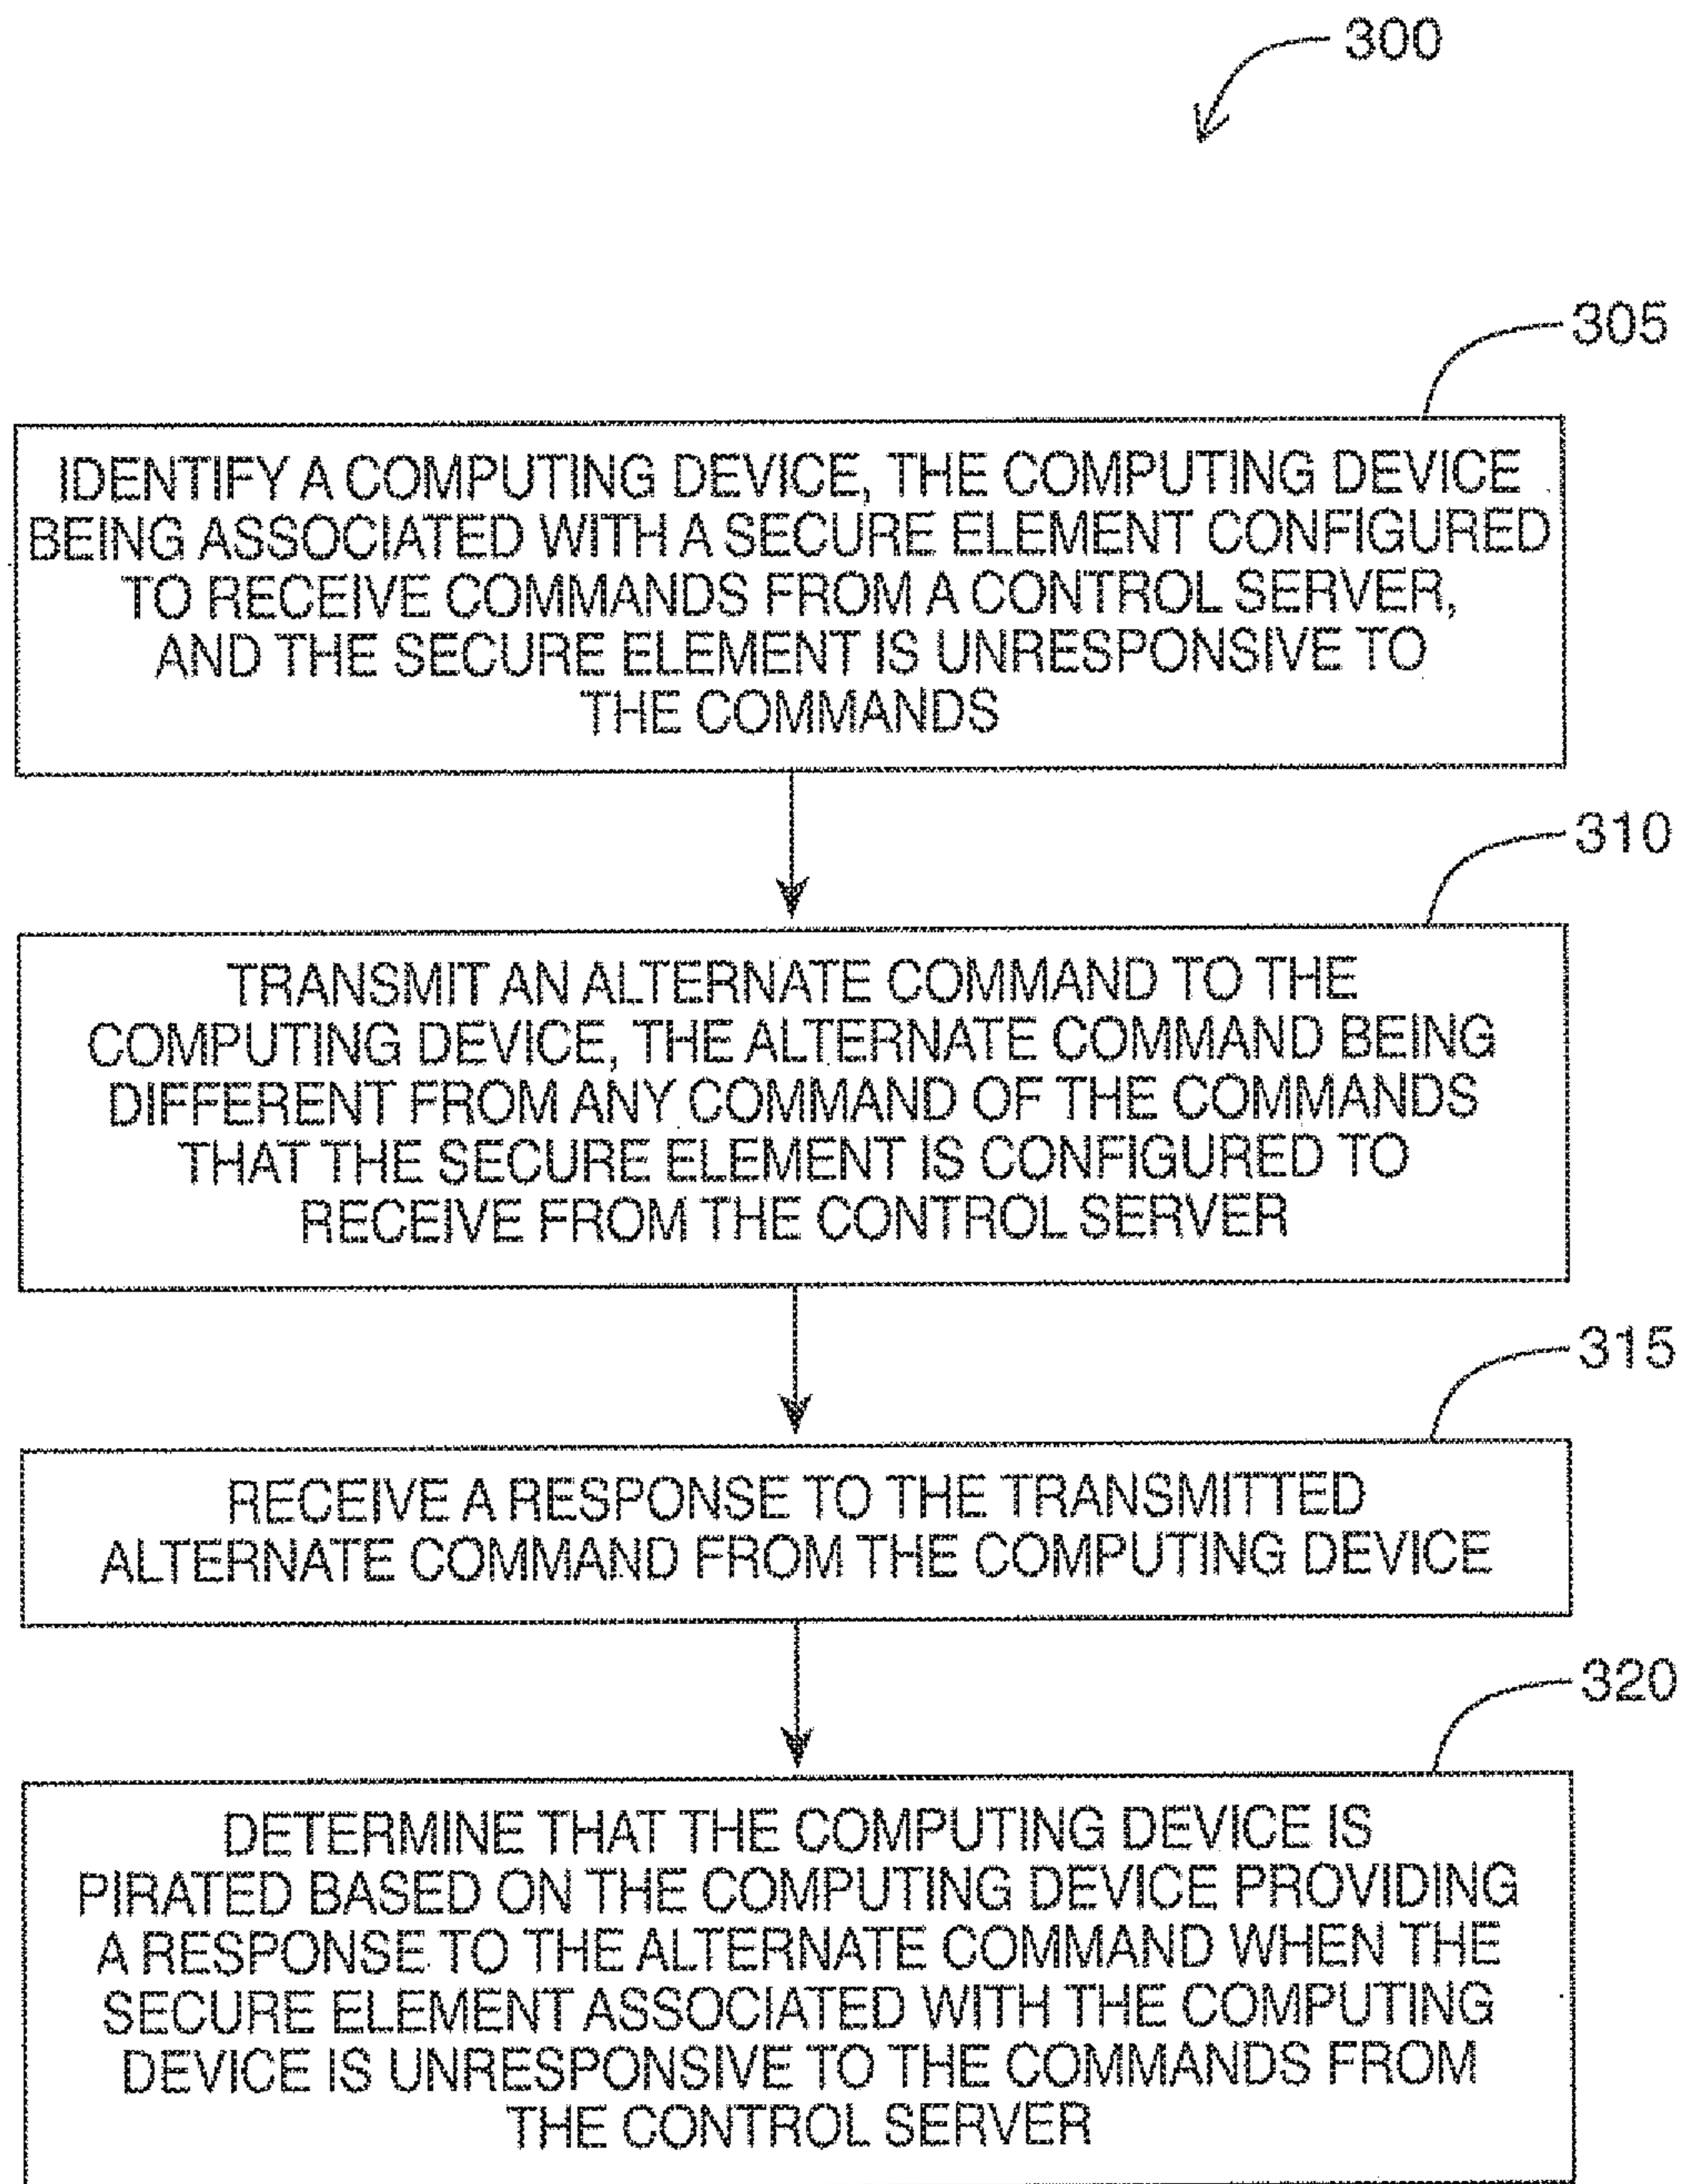 300
305
IDENTIFY A COMPUTING DEVICE, THE COMPUTING DEVICE
BEING ASSOCIATED WITH A SECURE ELEMENT CONFIGURED
TO RECEIVE COMMANDS FROM A CONTROL SERVER,
AND THE SECURE ELEMENT IS UNRESPONSIVE TO
THE COMMANDS
310
TRANSMIT AN ALTERNATE COMMAND TO THE
COMPUTING DEVICE, THE ALTERNATE COMMAND BEING
DIFFERENT FROM ANY COMMAND OF THE COMMANDS
THAT THE SECURE ELEMENT IS CONFIGURED TO
RECEIVE FROM THE CONTROL SERVER
315
RECEIVE A RESPONSE TO THE TRANSMITTED
ALTERNATE COMMAND FROM THE COMPUTING DEVICE
320
DETERMINE THAT THE COMPUTING DEVICE IS
PIRATED BASED ON THE COMPUTING DEVICE PROVIDING
A RESPONSE TO THE ALTERNATE COMMAND WHEN THE
SECURE ELEMENT ASSOCIATED WITH THE COMPUTING
DEVICE IS UNRESPONSIVE TO THE COMMANDS FROM
THE CONTROL SERVER